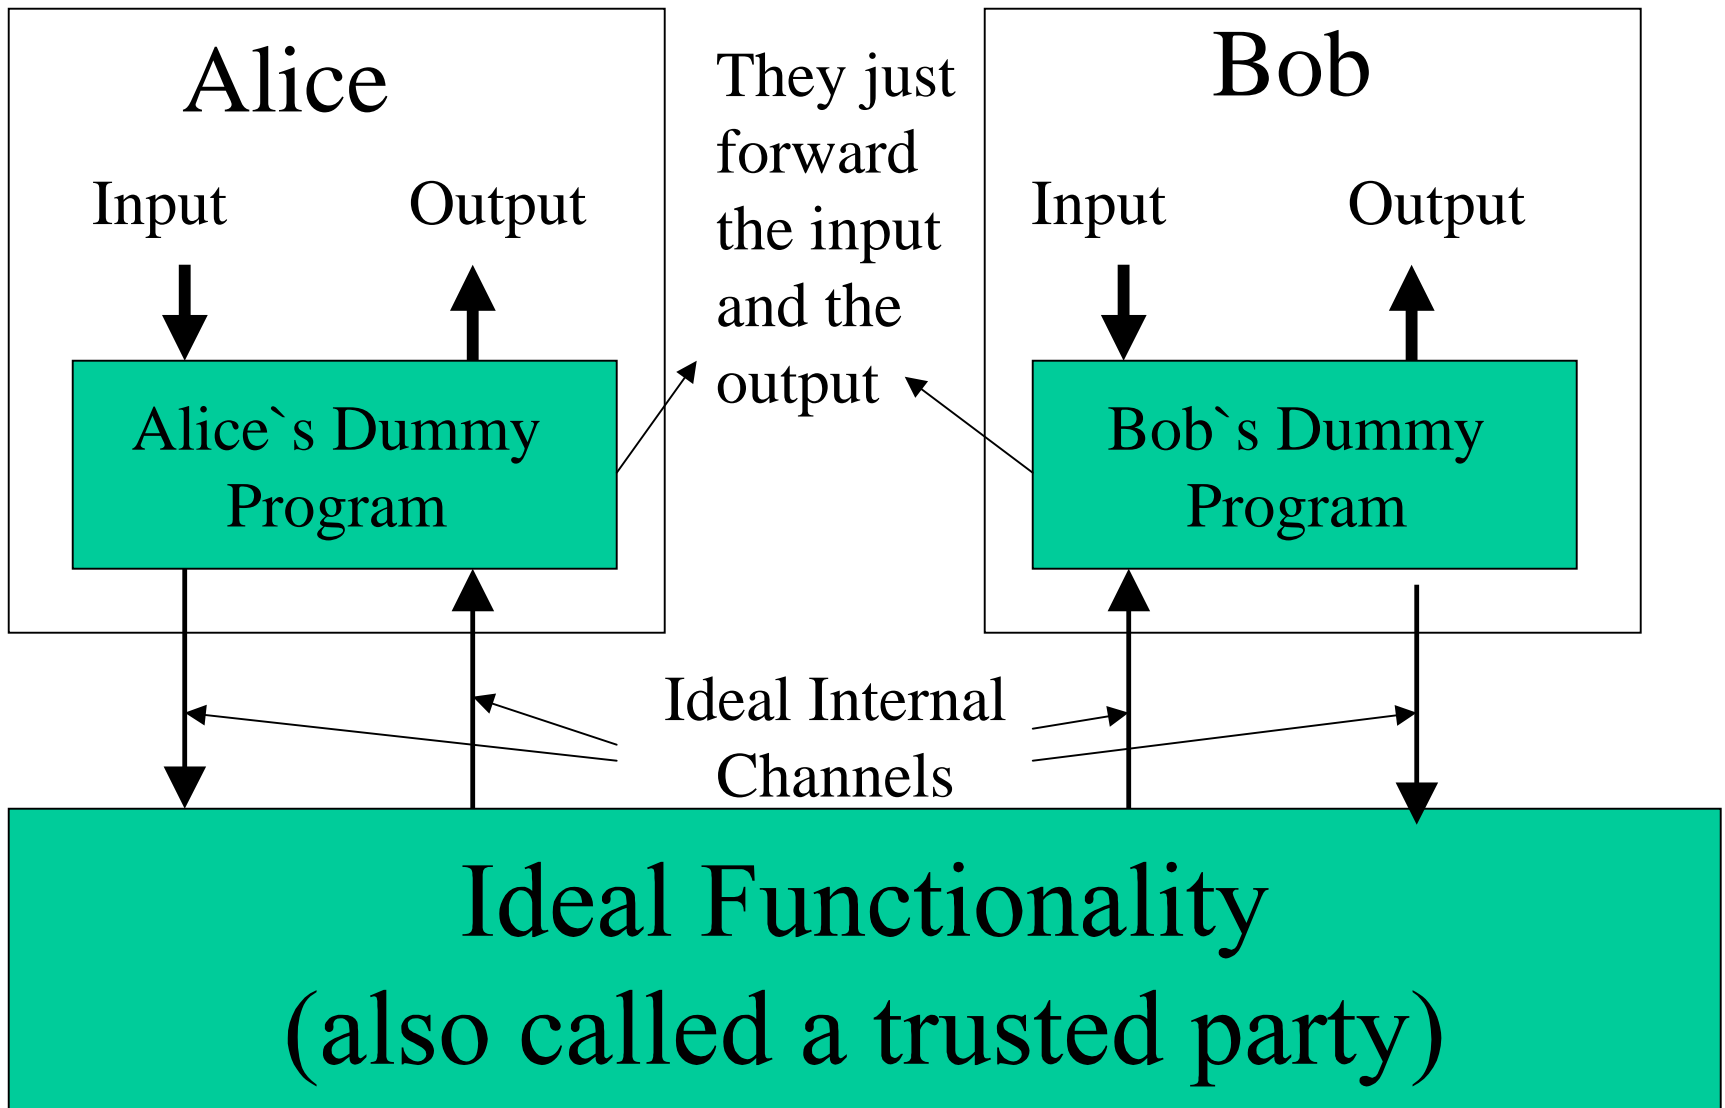 Alice
Input
Output
Alice`s Dummy
Program
They just
forward
the input
and the
output
Bob
Input
Output
Bob`s Dummy
Program
Ideal Internal
Channels
Ideal Functionality
(also called a trusted party)